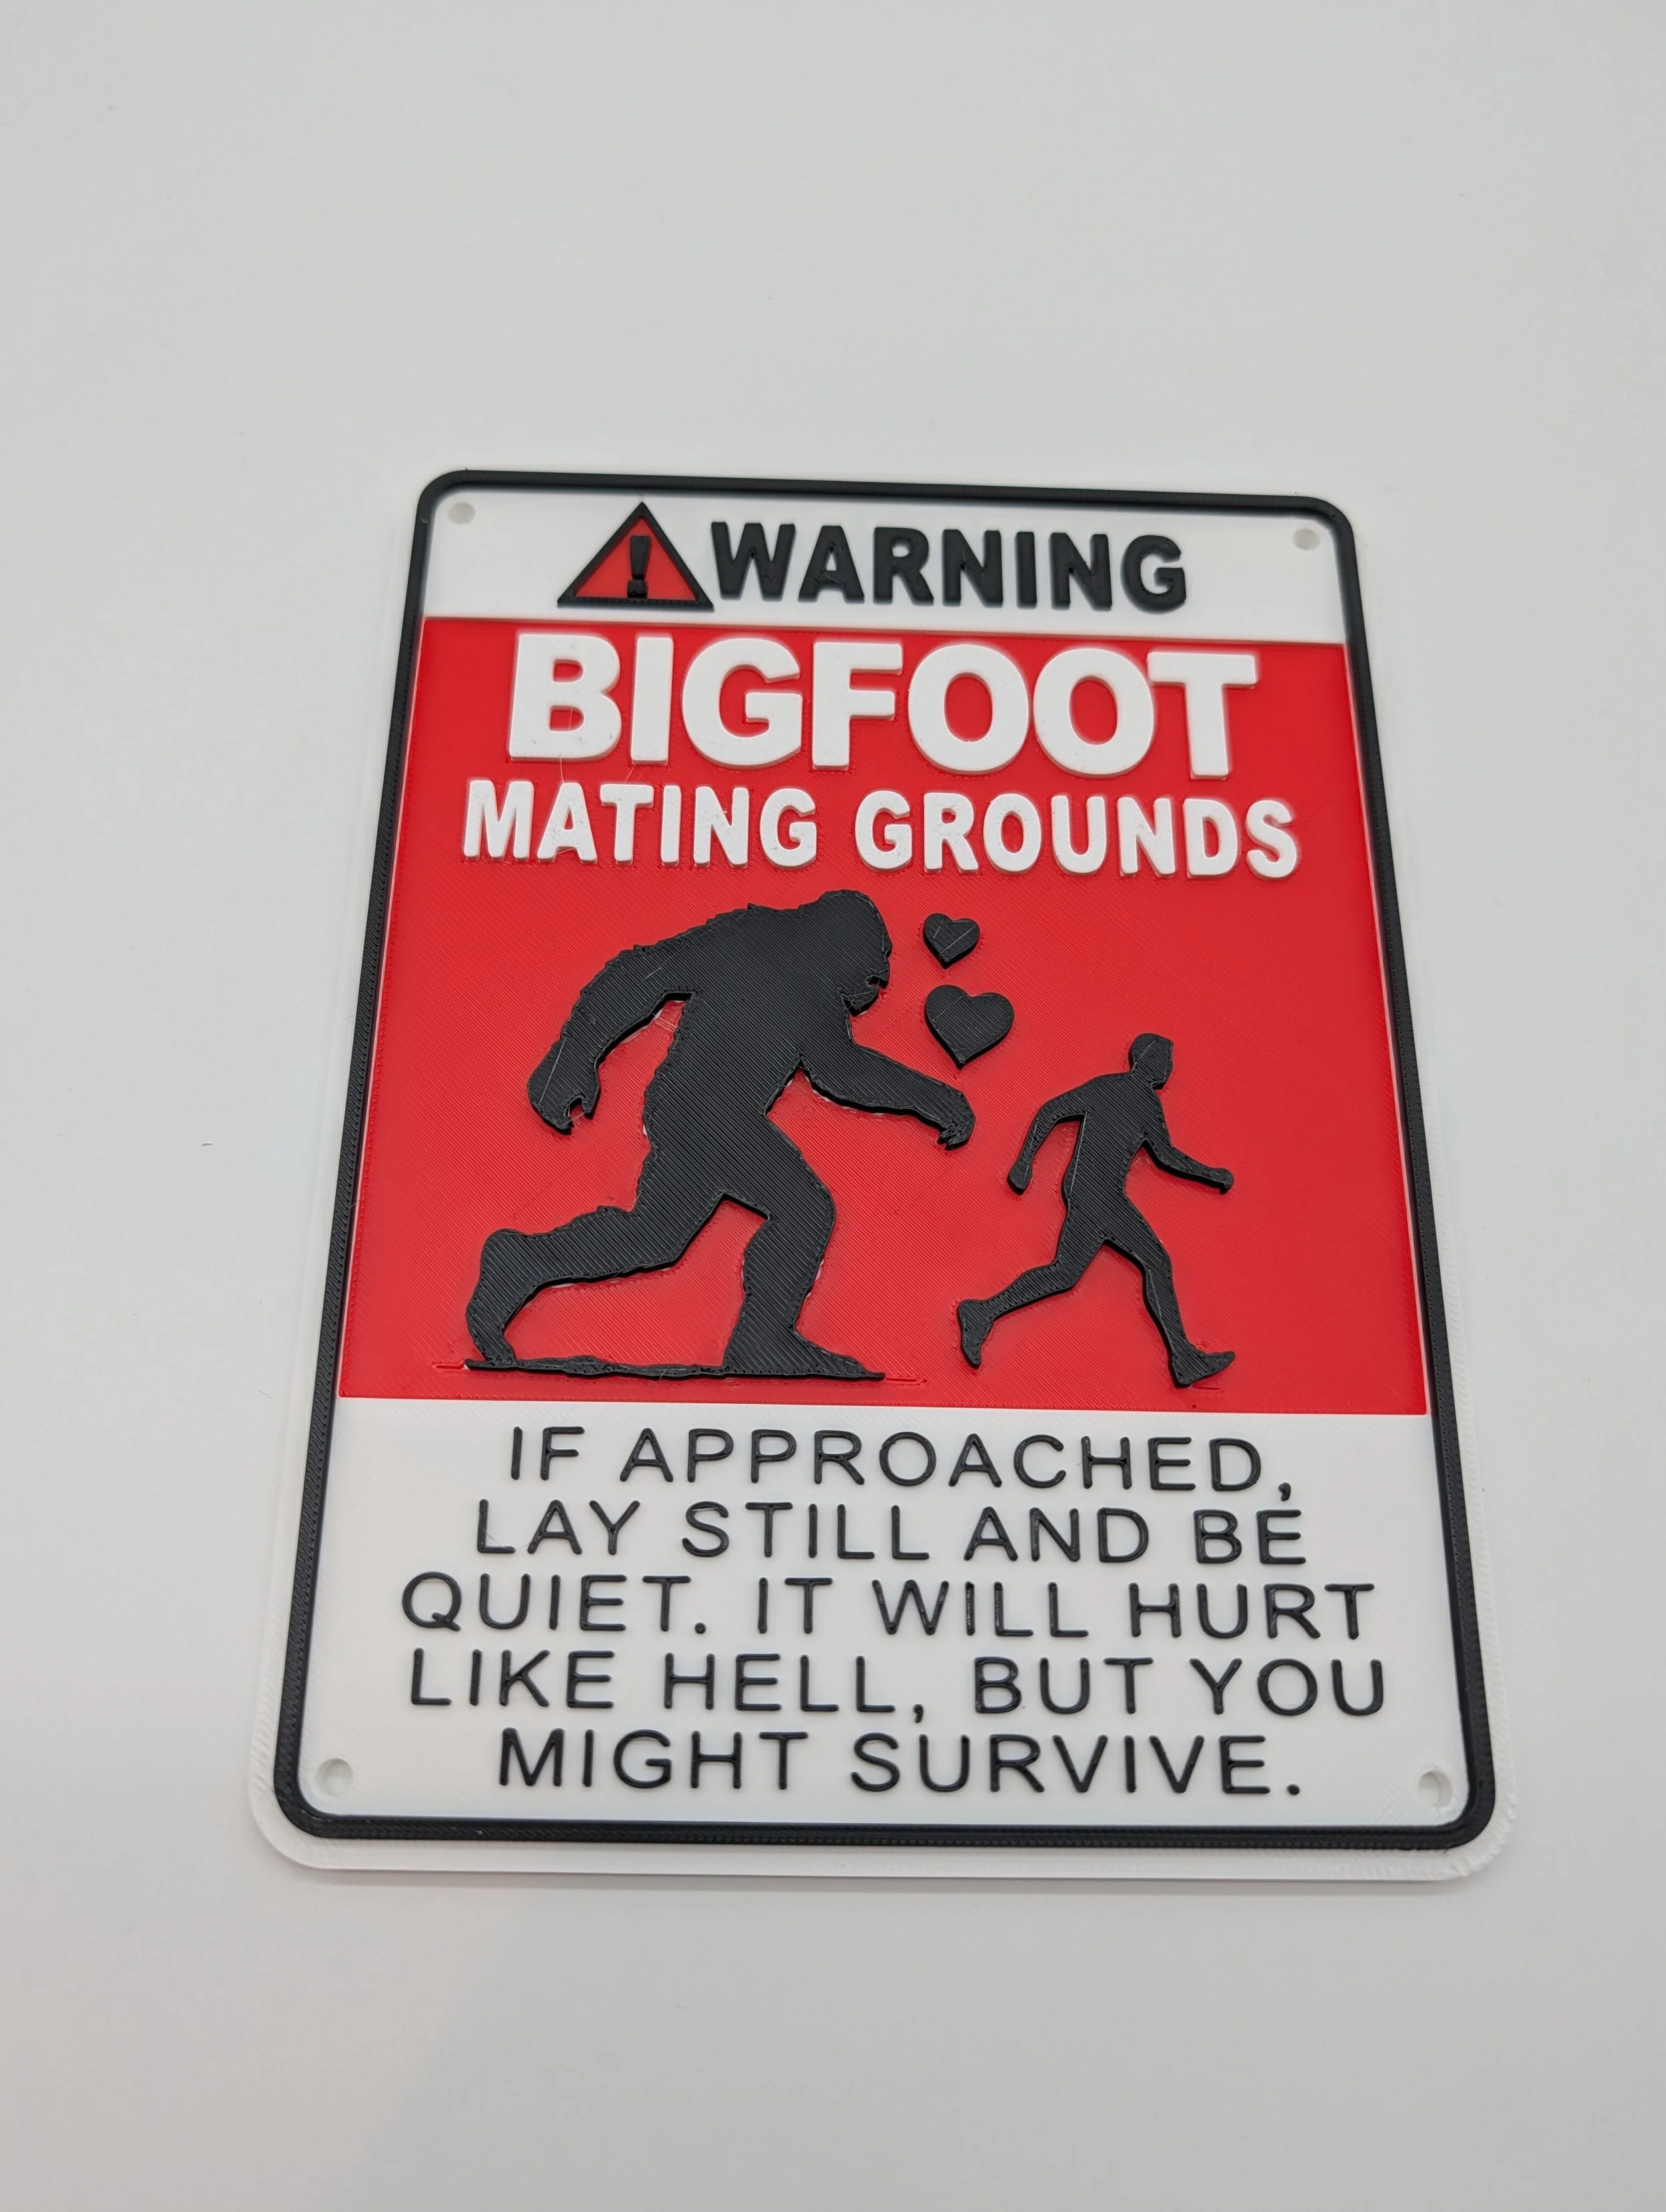 ! WARNING
BIGFOOT
MATING GROUNDS
IF APPROACHED,
LAY STILL AND BE
QUIET. IT WILL HURT
LIKE HELL, BUT YOU
MIGHT SURVIVE.